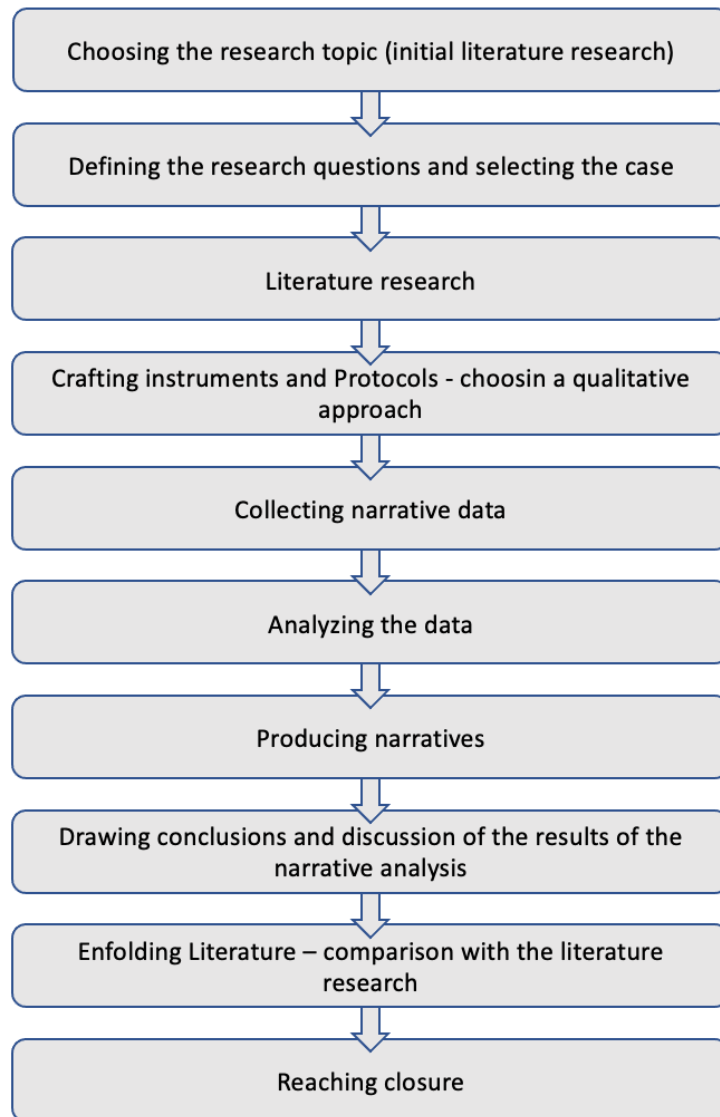 Choosing the research topic (initial literature research)
Defining the research questions and selecting the case
Literature research
Crafting instruments and Protocols - choosin a qualitative
approach
Collecting narrative data
Analyzing the data
Producing narratives
Drawing conclusions and discussion of the results of the
narrative analysis
Enfolding Literature – comparison with the literature
research
Reaching closure